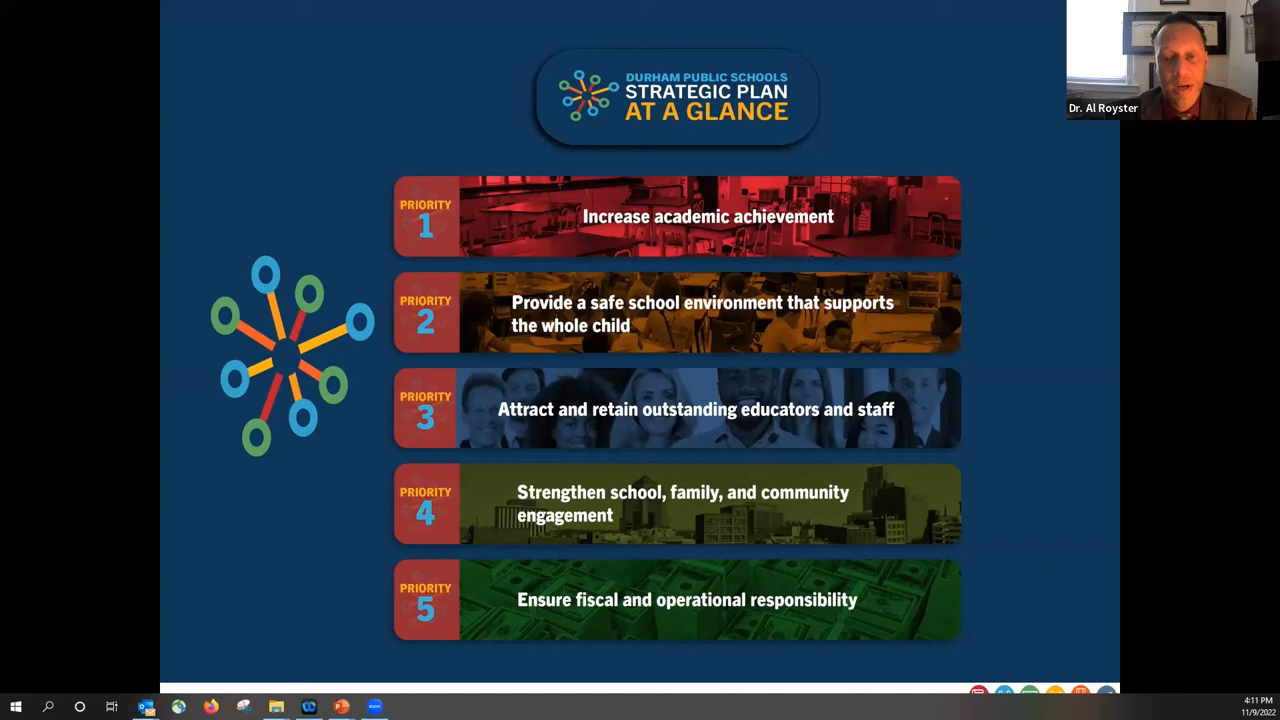 DURHAM PUBLIC SCHOOLS
STRATEGIC PLAN
AT A GLANCE
Dr. Al Royster
PRIORITY
1
Increase academic achievement
PRIORITY
2
Provide a safe school environment that supports
the whole child
PRIORITY
3
Attract and retain outstanding educators and staff
PRIORITY
4
Strengthen school, family, and community
engagement
PRIORITY
5
Ensure fiscal and operational responsibility
4:11 PM
11/9/2022